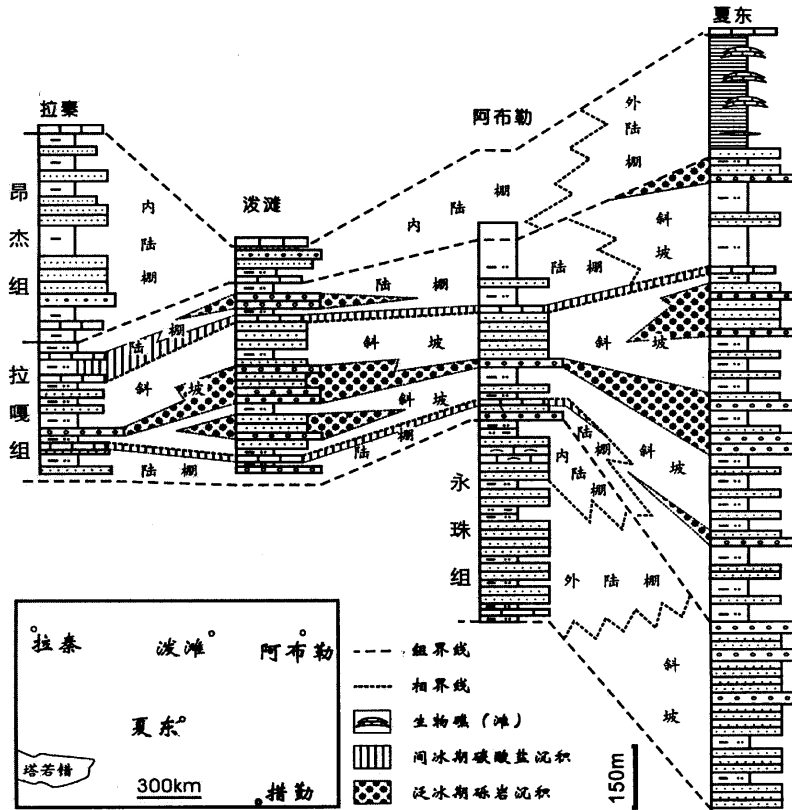 夏东
拉秦
阿布勒
泼滩
昂杰组
拉嘎组
永珠组
内陆棚
内陆棚
外陆棚
陆棚
陆棚
斜坡
陆棚
斜坡
斜坡
斜坡
斜坡
陆棚
陆棚
陆棚
内陆棚
斜坡
外陆棚
斜坡
拉秦
泼滩
阿布勒
夏东
塔若错
300km
措勤
组界线
相界线
生物礁（滩）
间冰期碳酸盐沉积
泛冰期砾岩沉积
150m